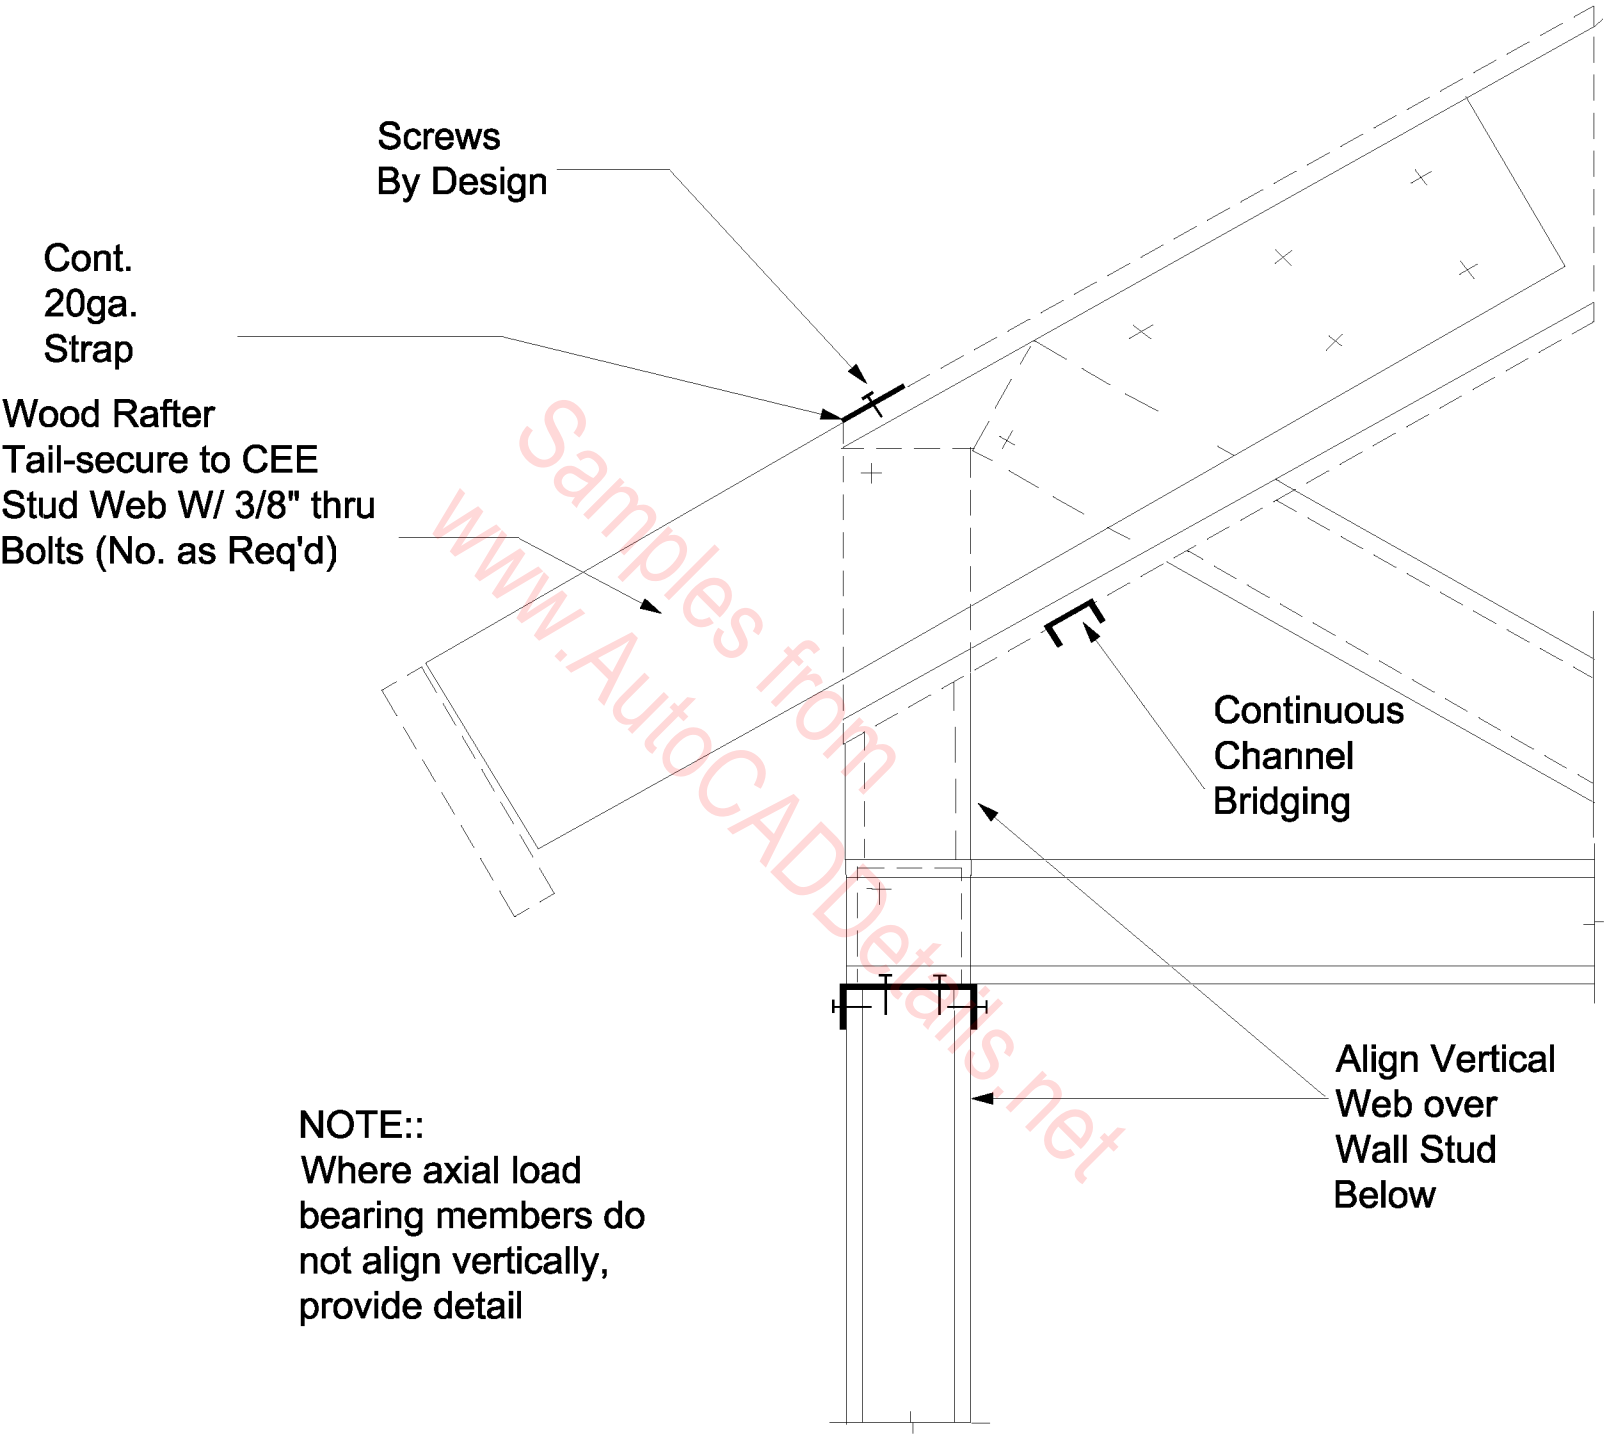 Screws
By Design
Cont.
20ga.
Strap
Wood Rafter
Tail-secure to CEE
Stud Web W/ 3/8" thru
Bolts (No. as Req'd)
Samples from
www.AutoCADDetails.net
Continuous
Channel
Bridging
Align Vertical
Web over
Wall Stud
Below
NOTE::
Where axial load
bearing members do
not align vertically,
provide detail